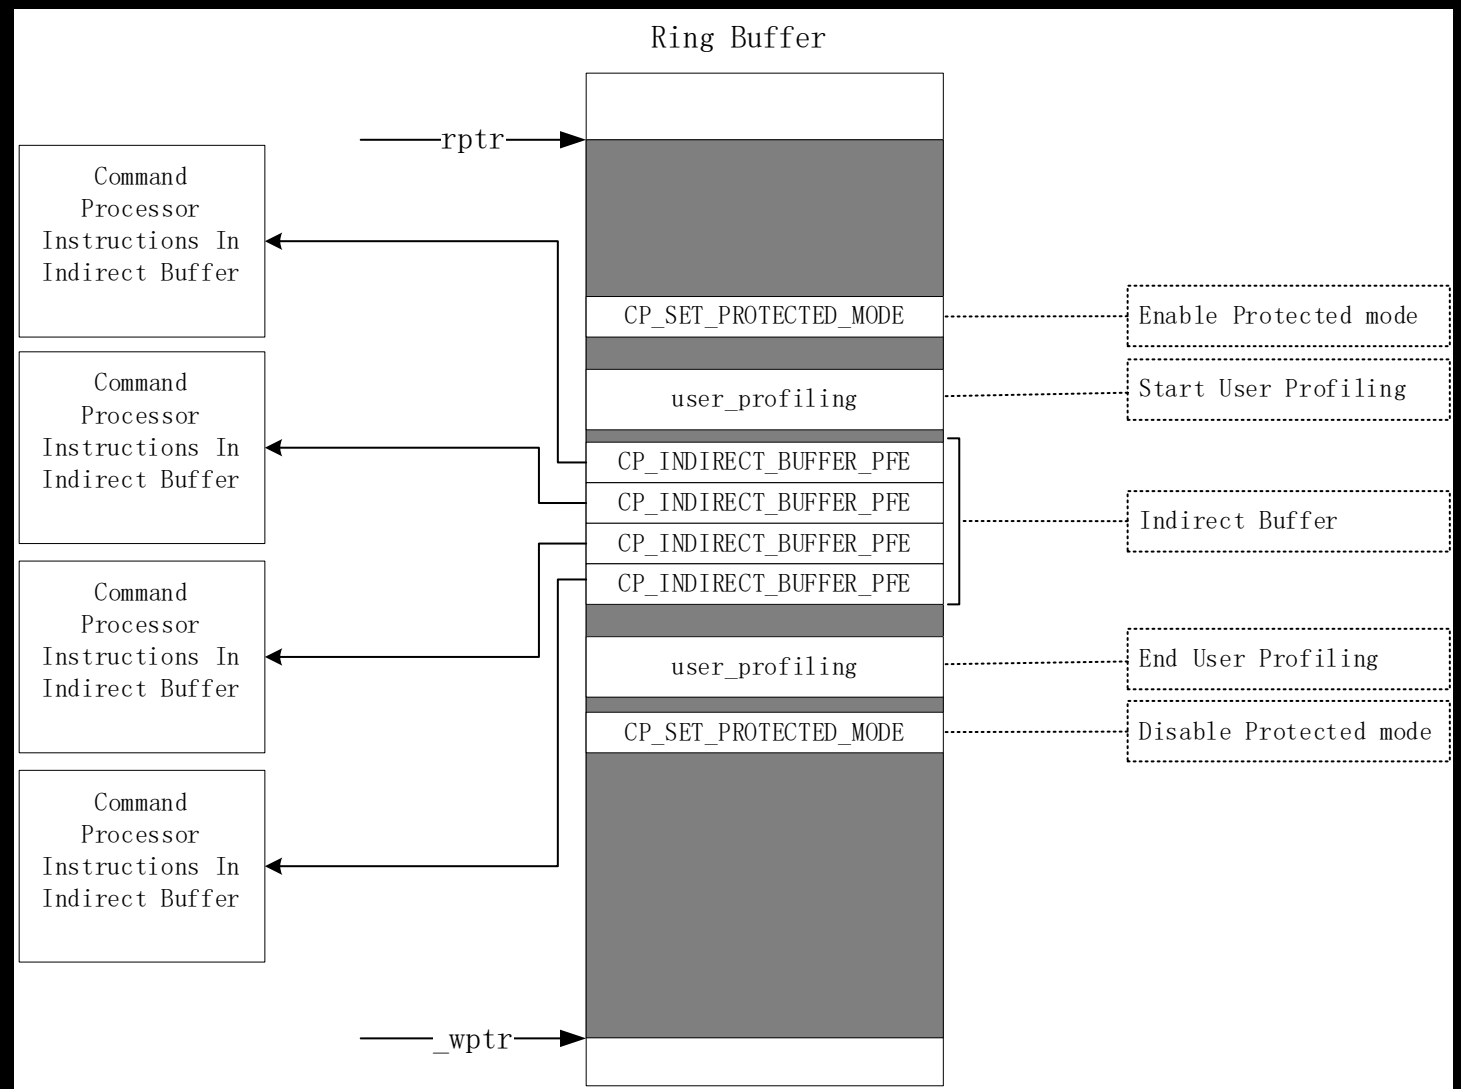 Ring Buffer
rptr
Command
Processor
Instructions In
Indirect Buffer
Command
Processor
Instructions In
Indirect Buffer
Command
Processor
Instructions In
Indirect Buffer
Command
Processor
Instructions In
Indirect Buffer
CP_SET_PROTECTED_MODE
user_profiling
CP_INDIRECT_BUFFER_PFE
CP_INDIRECT_BUFFER_PFE
CP_INDIRECT_BUFFER_PFE
CP_INDIRECT_BUFFER_PFE
user_profiling
CP_SET_PROTECTED_MODE
_wptr
Enable Protected mode
Start User Profiling
Indirect Buffer
End User Profiling
Disable Protected mode